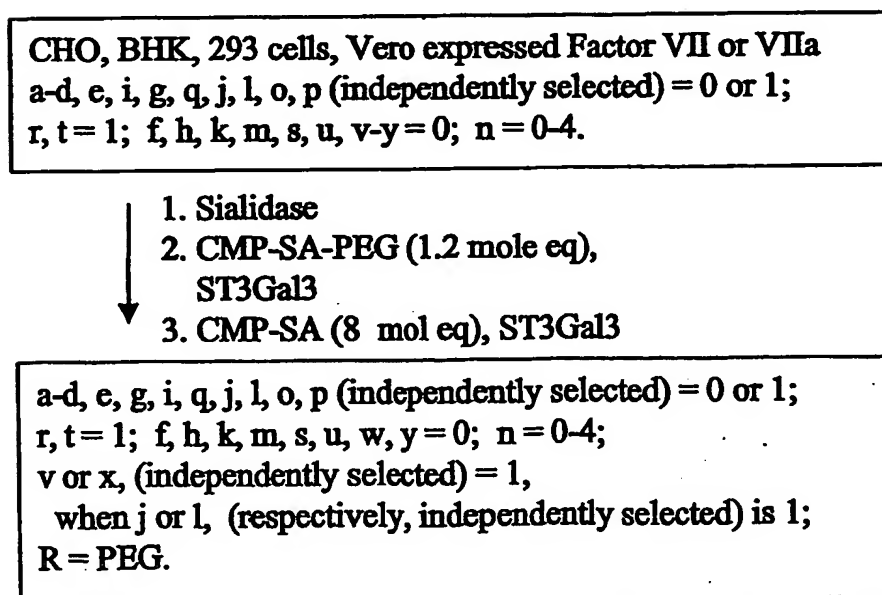 CHO, BHK, 293 cells, Vero expressed Factor VII or VIIa
a-d, e, i, g, q, j, l, o, p (independently selected) = 0 or 1;
r, t = 1; f, h, k, m, s, u, v-y = 0; n = 0-4.
1. Sialidase
2. CMP-SA-PEG (1.2 mole eq),
ST3Gal3
3. CMP-SA (8 mol eq), ST3Gal3
a-d, e, g, i, q, j, l, o, p (independently selected) = 0 or 1;
r, t = 1; f, h, k, m, s, u, w, y = 0; n = 0-4;
v or x, (independently selected) = 1,
when j or l, (respectively, independently selected) is 1;
R = PEG.